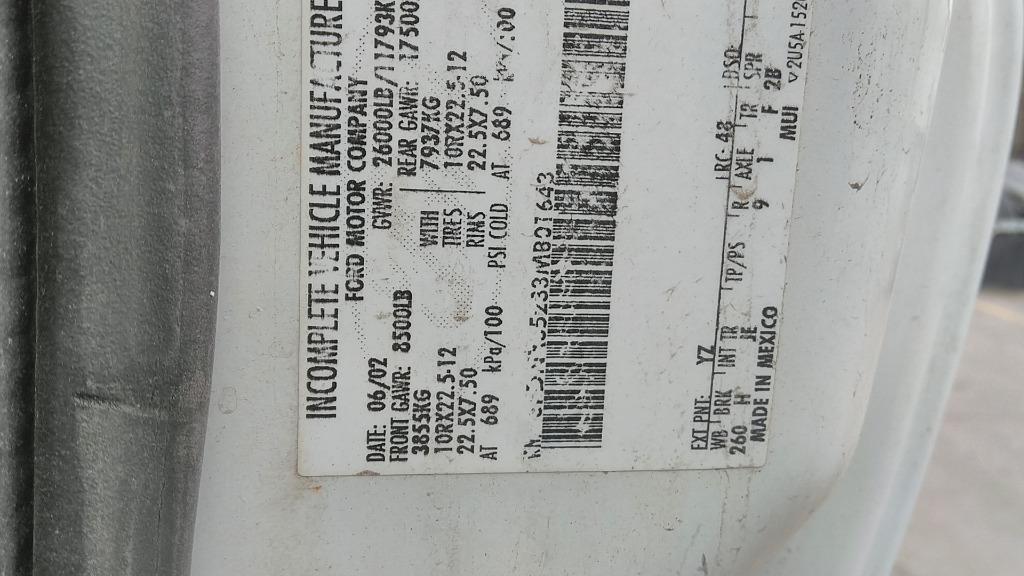 INCOMPLETE VEHICLE MANUFACTURE
FORD MOTOR COMPANY
DATE: 06/02 GVWR: 26000LB/11793K
FRONT GAWR: 8500LB REAR GAWR: 17500
3855KG WITH 7937KG
10RX22.5-12 TIRES 10RX22.5-12
22.5X7.50 RIMS 22.5X7.50
AT 689 kPa/100 PSI COLD AT 689
EXT PNT: YZ RC: 48 DSO
WB BRK INT TR TP/PS R AXLE TR SPR
260 H JE 9 1 F 2B
MADE IN MEXICO MUI